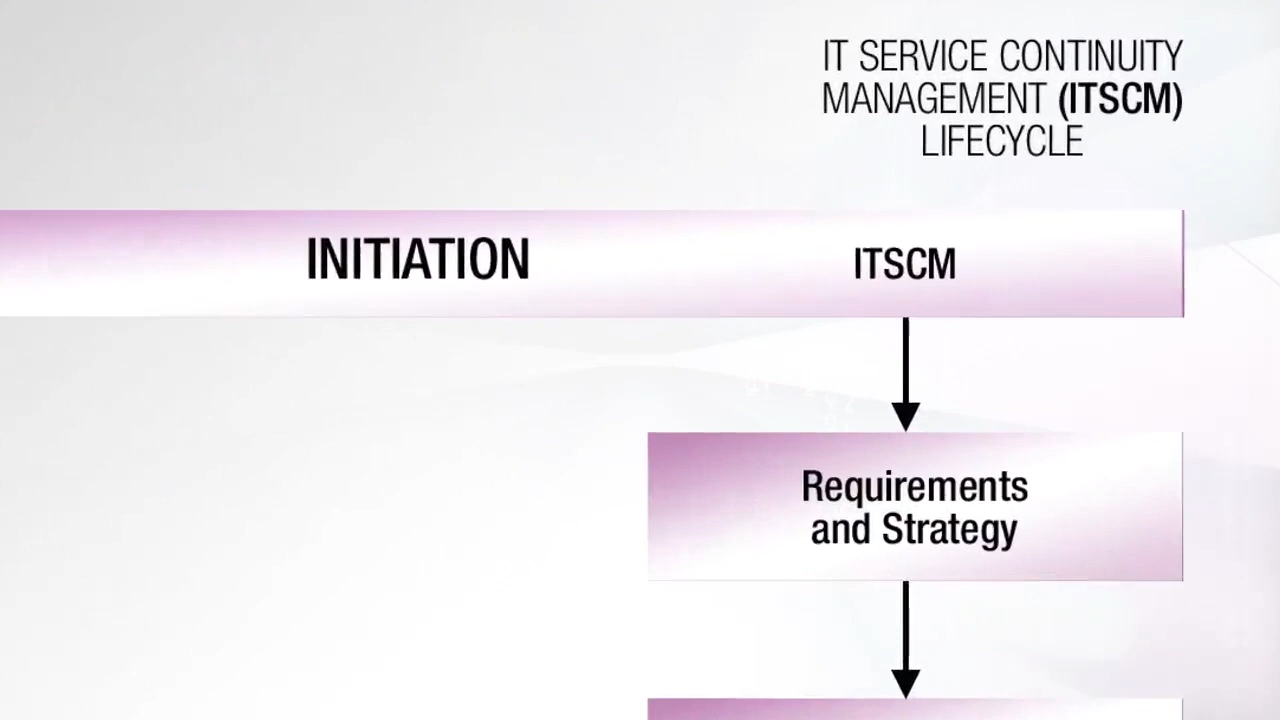 IT SERVICE CONTINUITY
MANAGEMENT (ITSCM)
LIFECYCLE
INITIATION
ITSCM
Requirements
and Strategy